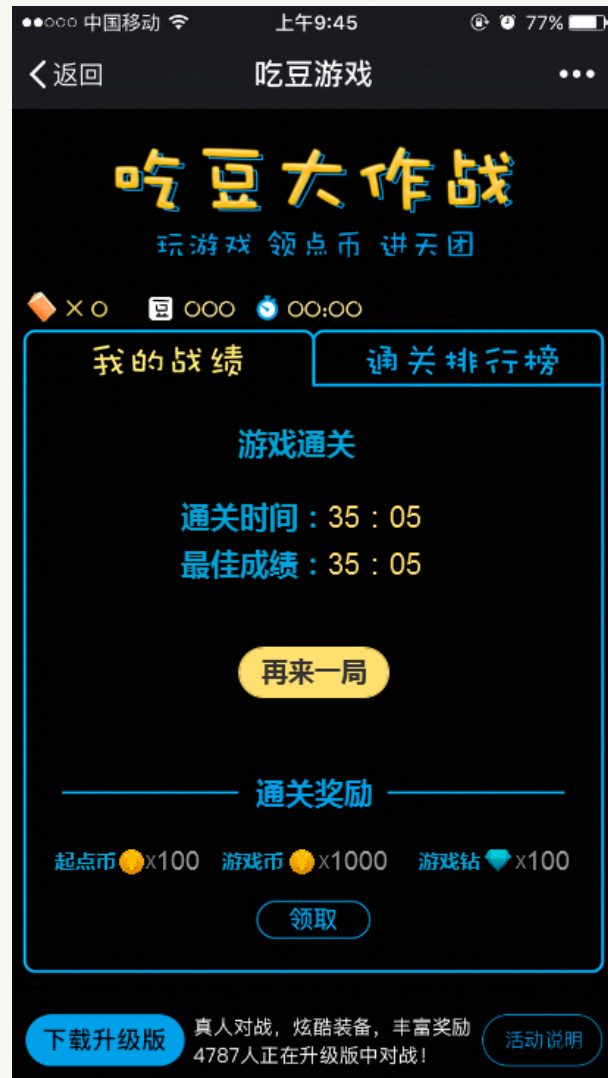 中国移动 上午9:45 77%
返回 吃豆游戏
吃豆大作战
玩游戏 领点币 进天团
×0 豆 000 00:00
我的战绩 通关排行榜
游戏通关
通关时间：35：05
最佳成绩：35：05
再来一局
通关奖励
起点币 x100 游戏币 x1000 游戏钻 x100
领取
下载升级版 真人对战，炫酷装备，丰富奖励
4787人正在升级版中对战！ 活动说明